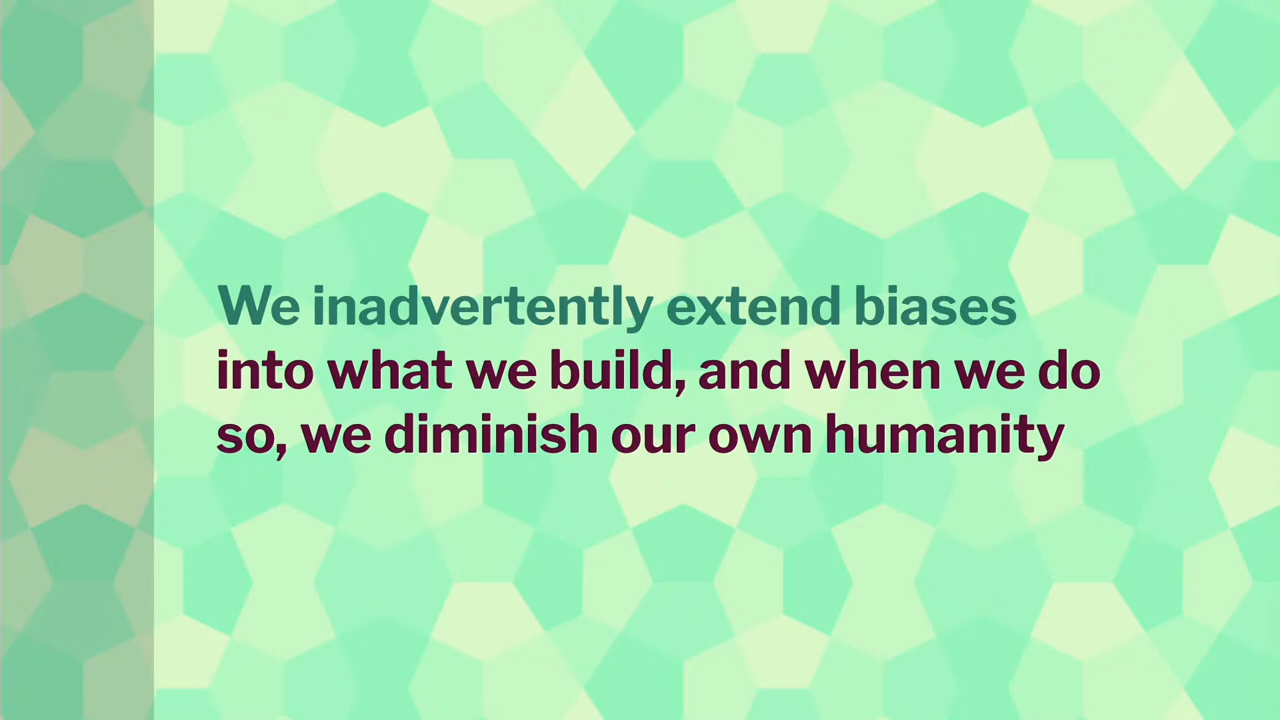 We inadvertently extend biases
into what we build, and when we do
so, we diminish our own humanity